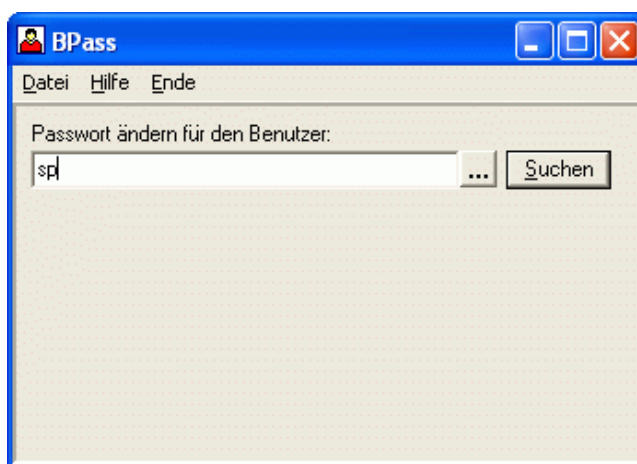 BPass
Datei Hilfe Ende
Passwort ändern für den Benutzer:
sp ... Suchen